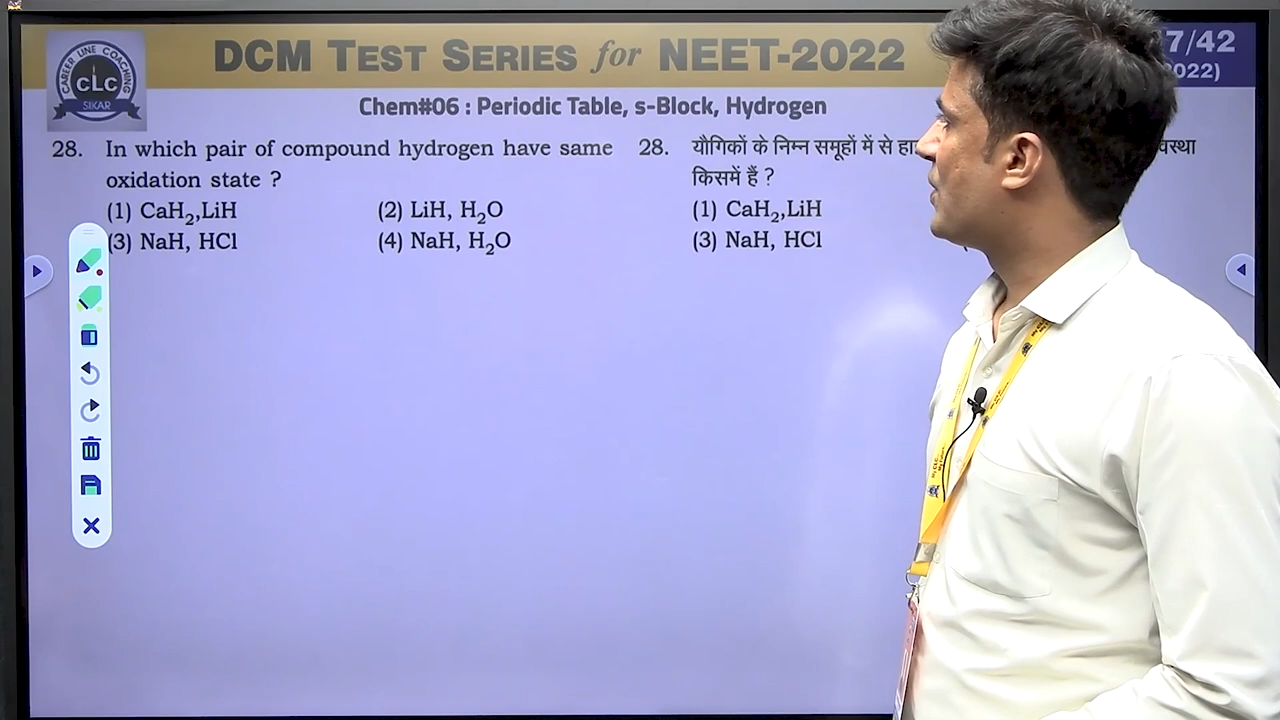 CAREER LINE COACHING
CLC
SIKAR
DCM TEST SERIES for NEET-2022
7/42
2022)
Chem#06 : Periodic Table, s-Block, Hydrogen
28. In which pair of compound hydrogen have same
oxidation state ?
(1) CaH₂,LiH (2) LiH, H₂O
(3) NaH, HCl (4) NaH, H₂O
28. यौगिकों के निम्न समूहों में से
किसमें हैं ?
(1) CaH₂,LiH
(3) NaH, HCl